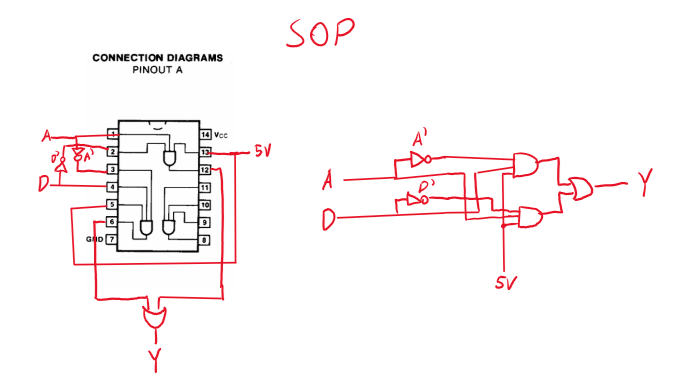 SOP
CONNECTION DIAGRAMS
PINOUT A
A
1
14 Vcc
D'
A'
2
13
5V
3
12
D
4
11
5
10
6
9
GND 7
8
Y
A'
A
D'
D
Y
5V